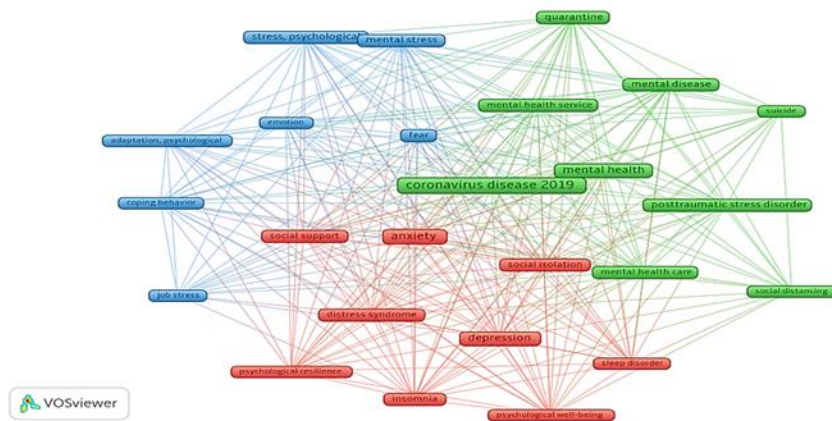 quarantine
stress, psychological
mental stress
mental disease
mental health service
suicide
emotion
fear
adaptation, psychological
mental health
coronavirus disease 2019
coping behavior
posttraumatic stress disorder
social support
anxiety
social isolation
mental health care
job stress
social distancing
distress syndrome
depression
sleep disorder
psychological resilience
insomnia
psychological well-being
VOSviewer